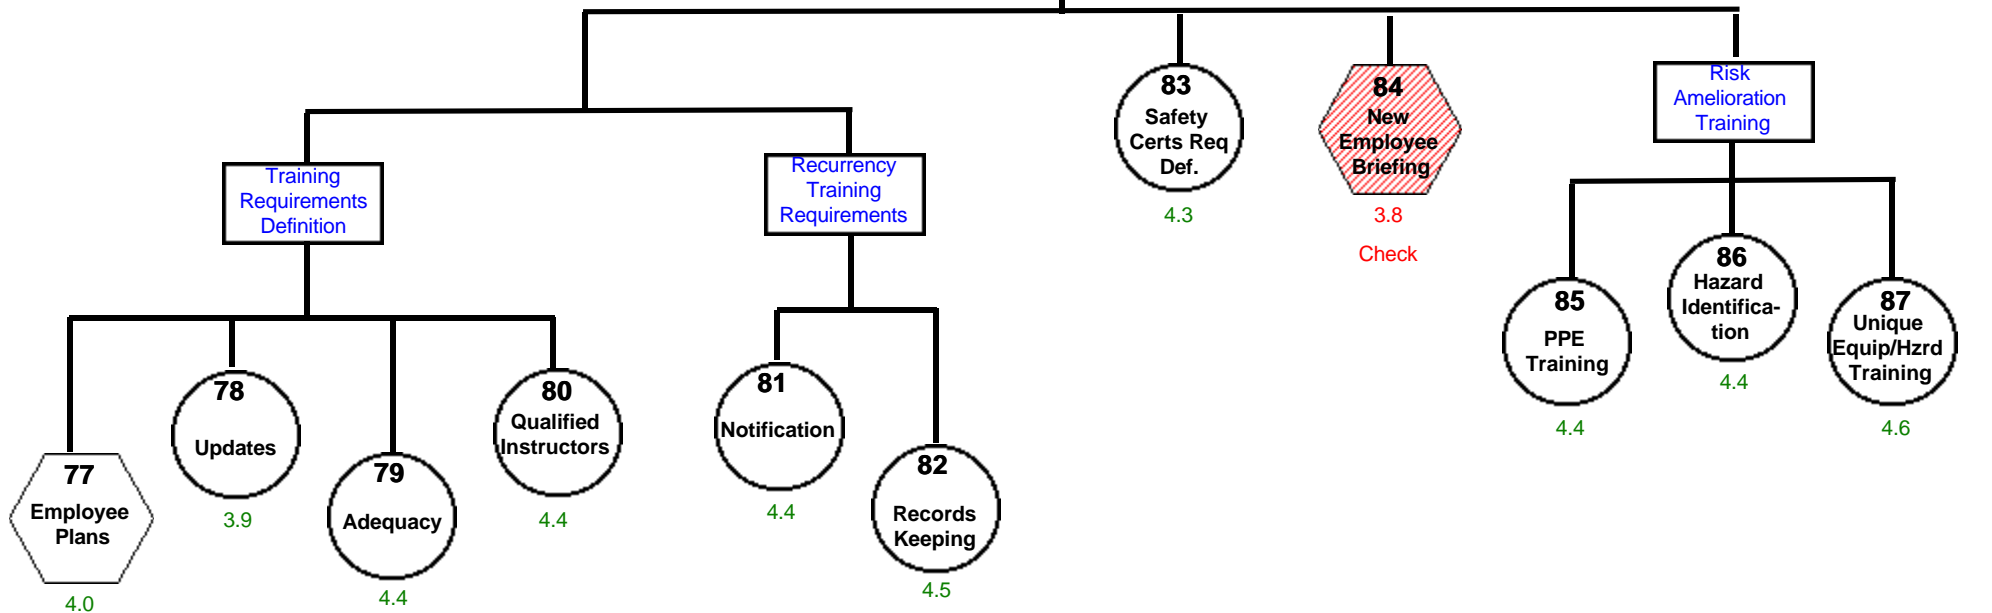 Training
Requirements
Definition
Recurrency
Training
Requirements
83
Safety
Certs Req
Def.
4.3
84
New
Employee
Briefing
3.8
Check
Risk
Amelioration
Training
77
Employee
Plans
4.0
78
Updates
3.9
79
Adequacy
4.4
80
Qualified
Instructors
4.4
81
Notification
4.4
82
Records
Keeping
4.5
85
PPE
Training
4.4
86
Hazard
Identifica-
tion
4.4
87
Unique
Equip/Hzrd
Training
4.6